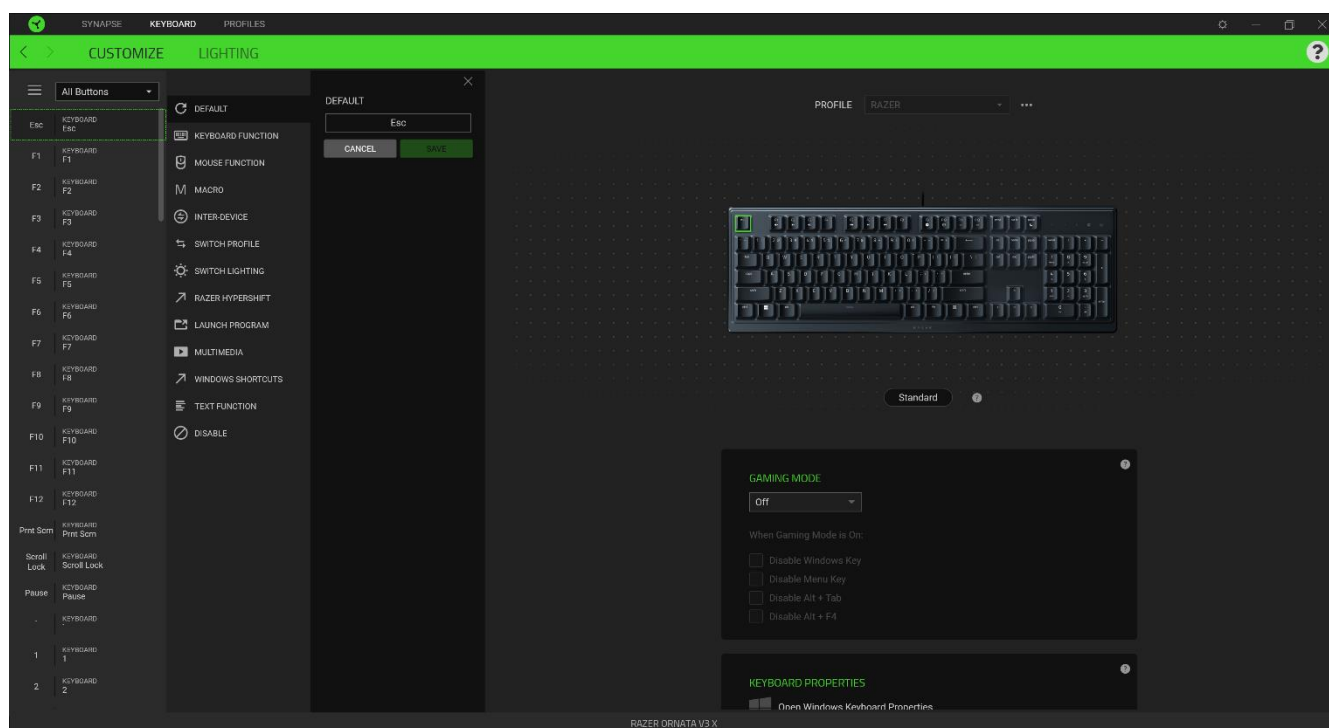 SYNAPSE KEYBOARD PROFILES
CUSTOMIZE LIGHTING
All Buttons
Esc KEYBOARD
Esc
F1 KEYBOARD
F1
F2 KEYBOARD
F2
F3 KEYBOARD
F3
F4 KEYBOARD
F4
F5 KEYBOARD
F5
F6 KEYBOARD
F6
F7 KEYBOARD
F7
F8 KEYBOARD
F8
F9 KEYBOARD
F9
F10 KEYBOARD
F10
F11 KEYBOARD
F11
F12 KEYBOARD
F12
Prnt Scrn KEYBOARD
Prnt Scrn
Scroll Lock KEYBOARD
Scroll Lock
Pause KEYBOARD
Pause
KEYBOARD
1 KEYBOARD
1
2 KEYBOARD
2
DEFAULT
KEYBOARD FUNCTION
MOUSE FUNCTION
MACRO
INTER-DEVICE
SWITCH PROFILE
SWITCH LIGHTING
RAZER HYPERSHIFT
LAUNCH PROGRAM
MULTIMEDIA
WINDOWS SHORTCUTS
TEXT FUNCTION
DISABLE
DEFAULT
Esc
CANCEL SAVE
PROFILE RAZER
Standard
GAMING MODE
Off
When Gaming Mode is On:
Disable Windows Key
Disable Menu Key
Disable Alt + Tab
Disable Alt + F4
KEYBOARD PROPERTIES
Open Windows Keyboard Properties
RAZER ORNATA V3 X